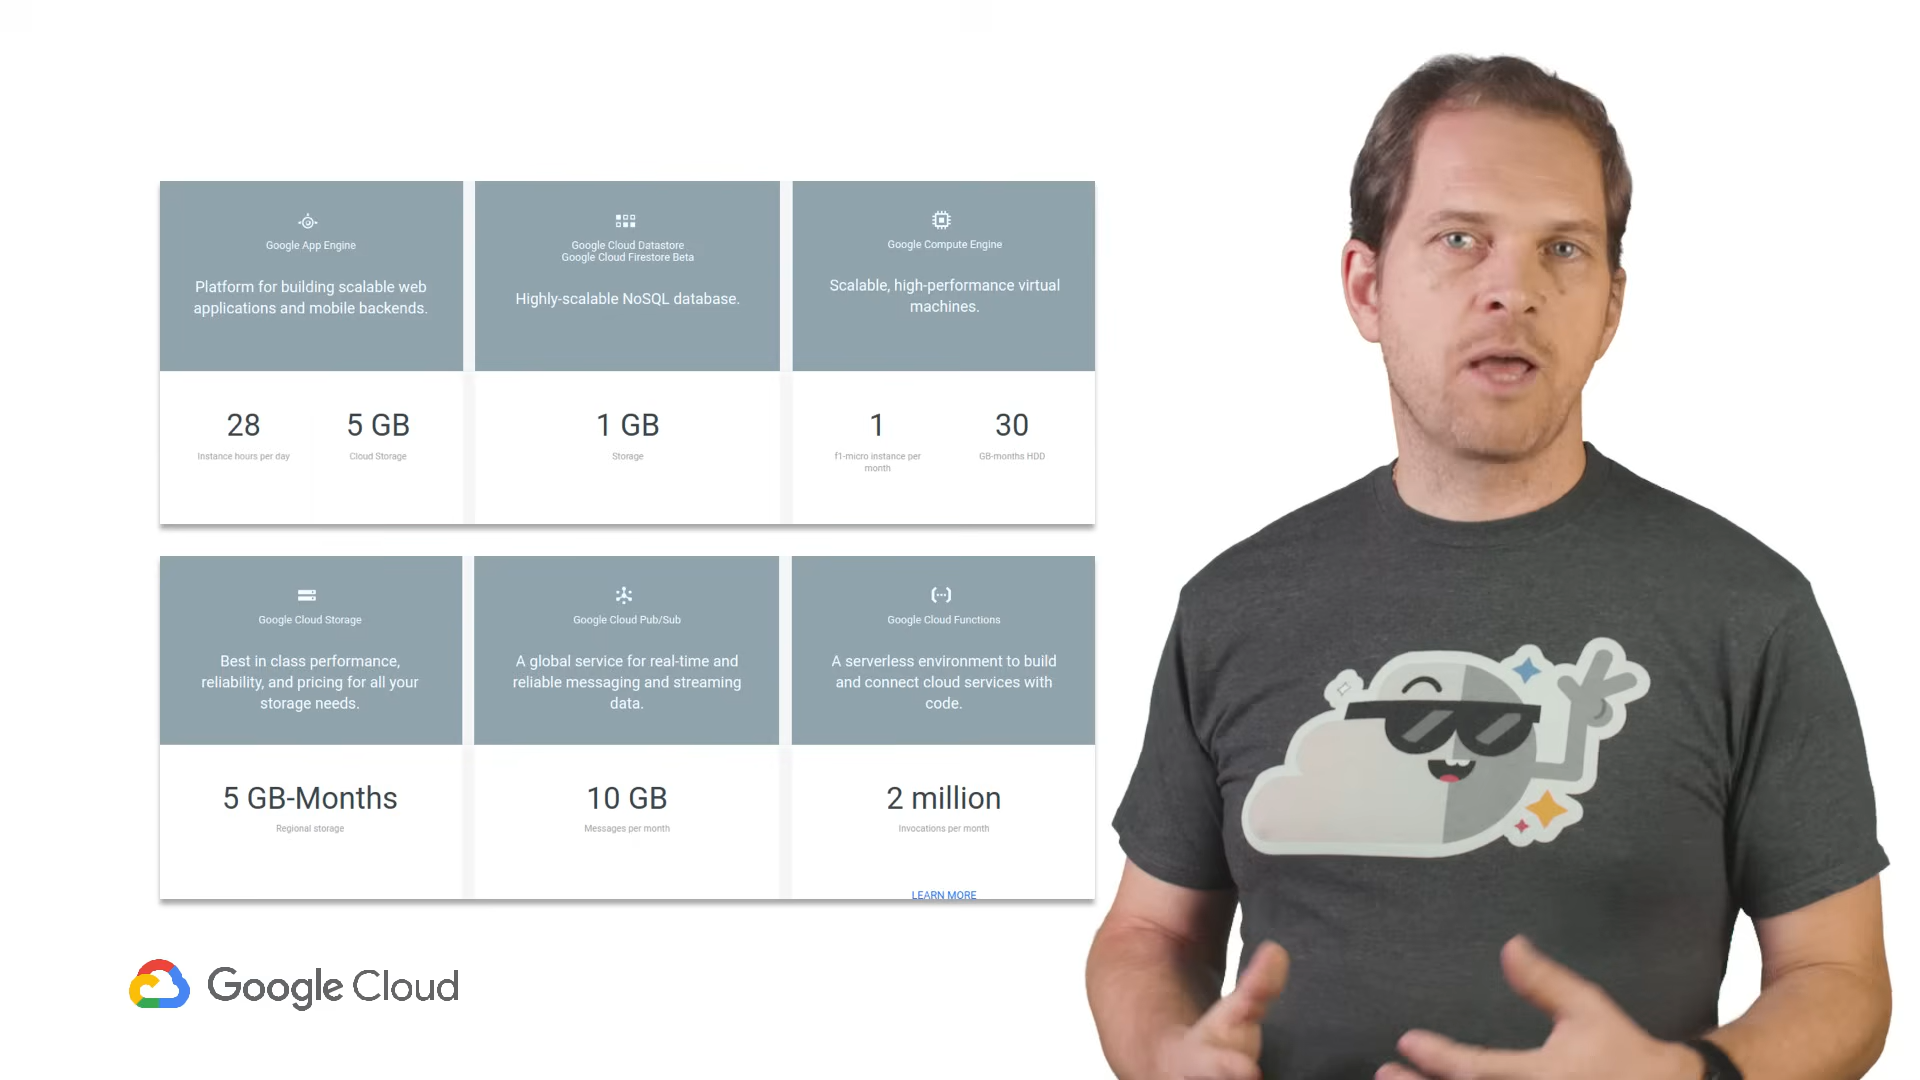 Google App Engine
Platform for building scalable web
applications and mobile backends.
28
Instance hours per day
5 GB
Cloud Storage
Google Cloud Datastore
Google Cloud Firestore Beta
Highly-scalable NoSQL database.
1 GB
Storage
Google Compute Engine
Scalable, high-performance virtual
machines.
1
f1-micro instance per
month
30
GB-months HDD
Google Cloud Storage
Best in class performance,
reliability, and pricing for all your
storage needs.
5 GB-Months
Regional storage
Google Cloud Pub/Sub
A global service for real-time and
reliable messaging and streaming
data.
10 GB
Messages per month
Google Cloud Functions
A serverless environment to build
and connect cloud services with
code.
2 million
Invocations per month
LEARN MORE
Google Cloud